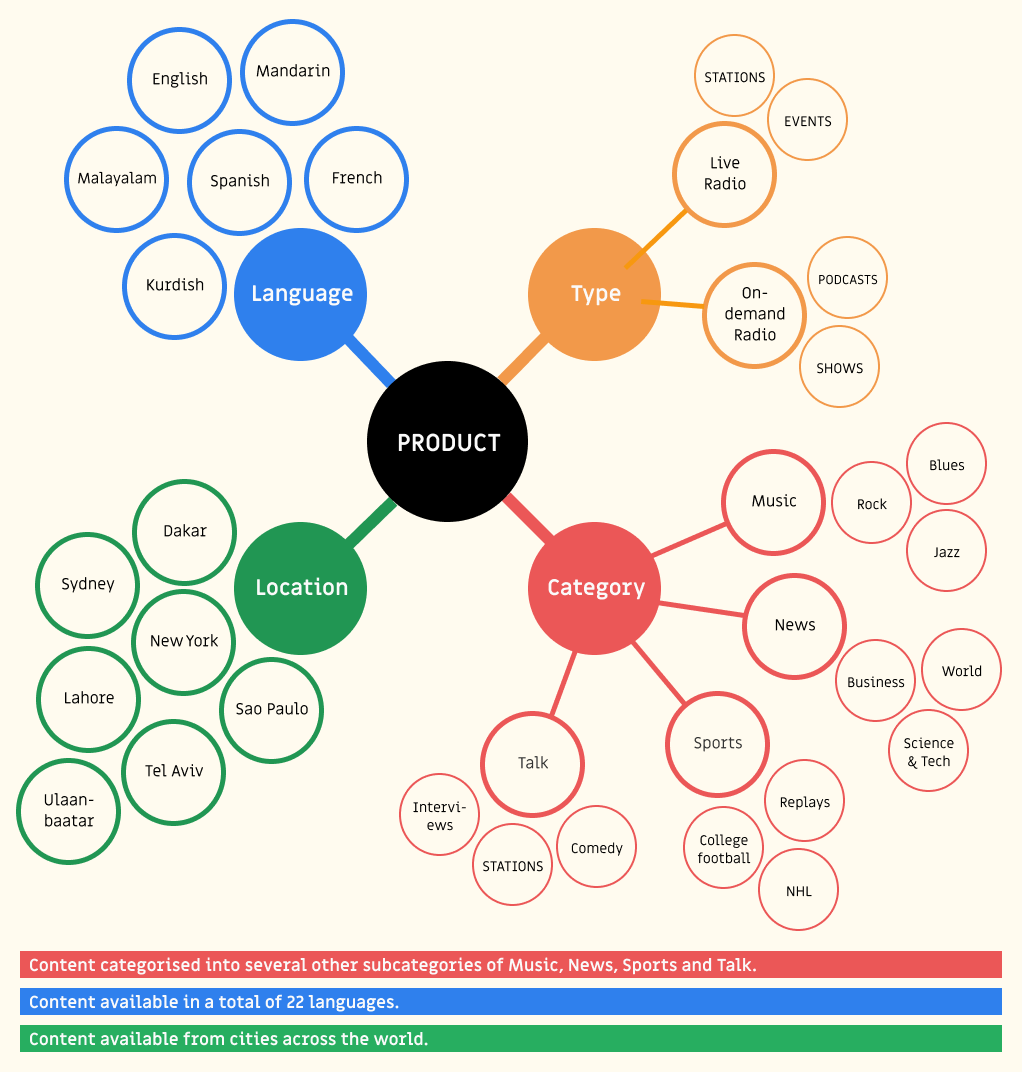 English
Mandarin
Malayalam
Spanish
French
Kurdish
Language
STATIONS
EVENTS
Live
Radio
Type
On-
demand
Radio
PODCASTS
SHOWS
PRODUCT
Dakar
Sydney
New York
Lahore
Sao Paulo
Tel Aviv
Ulaan-
baatar
Location
Category
Music
Rock
Blues
Jazz
News
Business
World
Science
& Tech
Sports
Replays
College
football
NHL
Talk
Intervi-
ews
STATIONS
Comedy
Content categorised into several other subcategories of Music, News, Sports and Talk.
Content available in a total of 22 languages.
Content available from cities across the world.